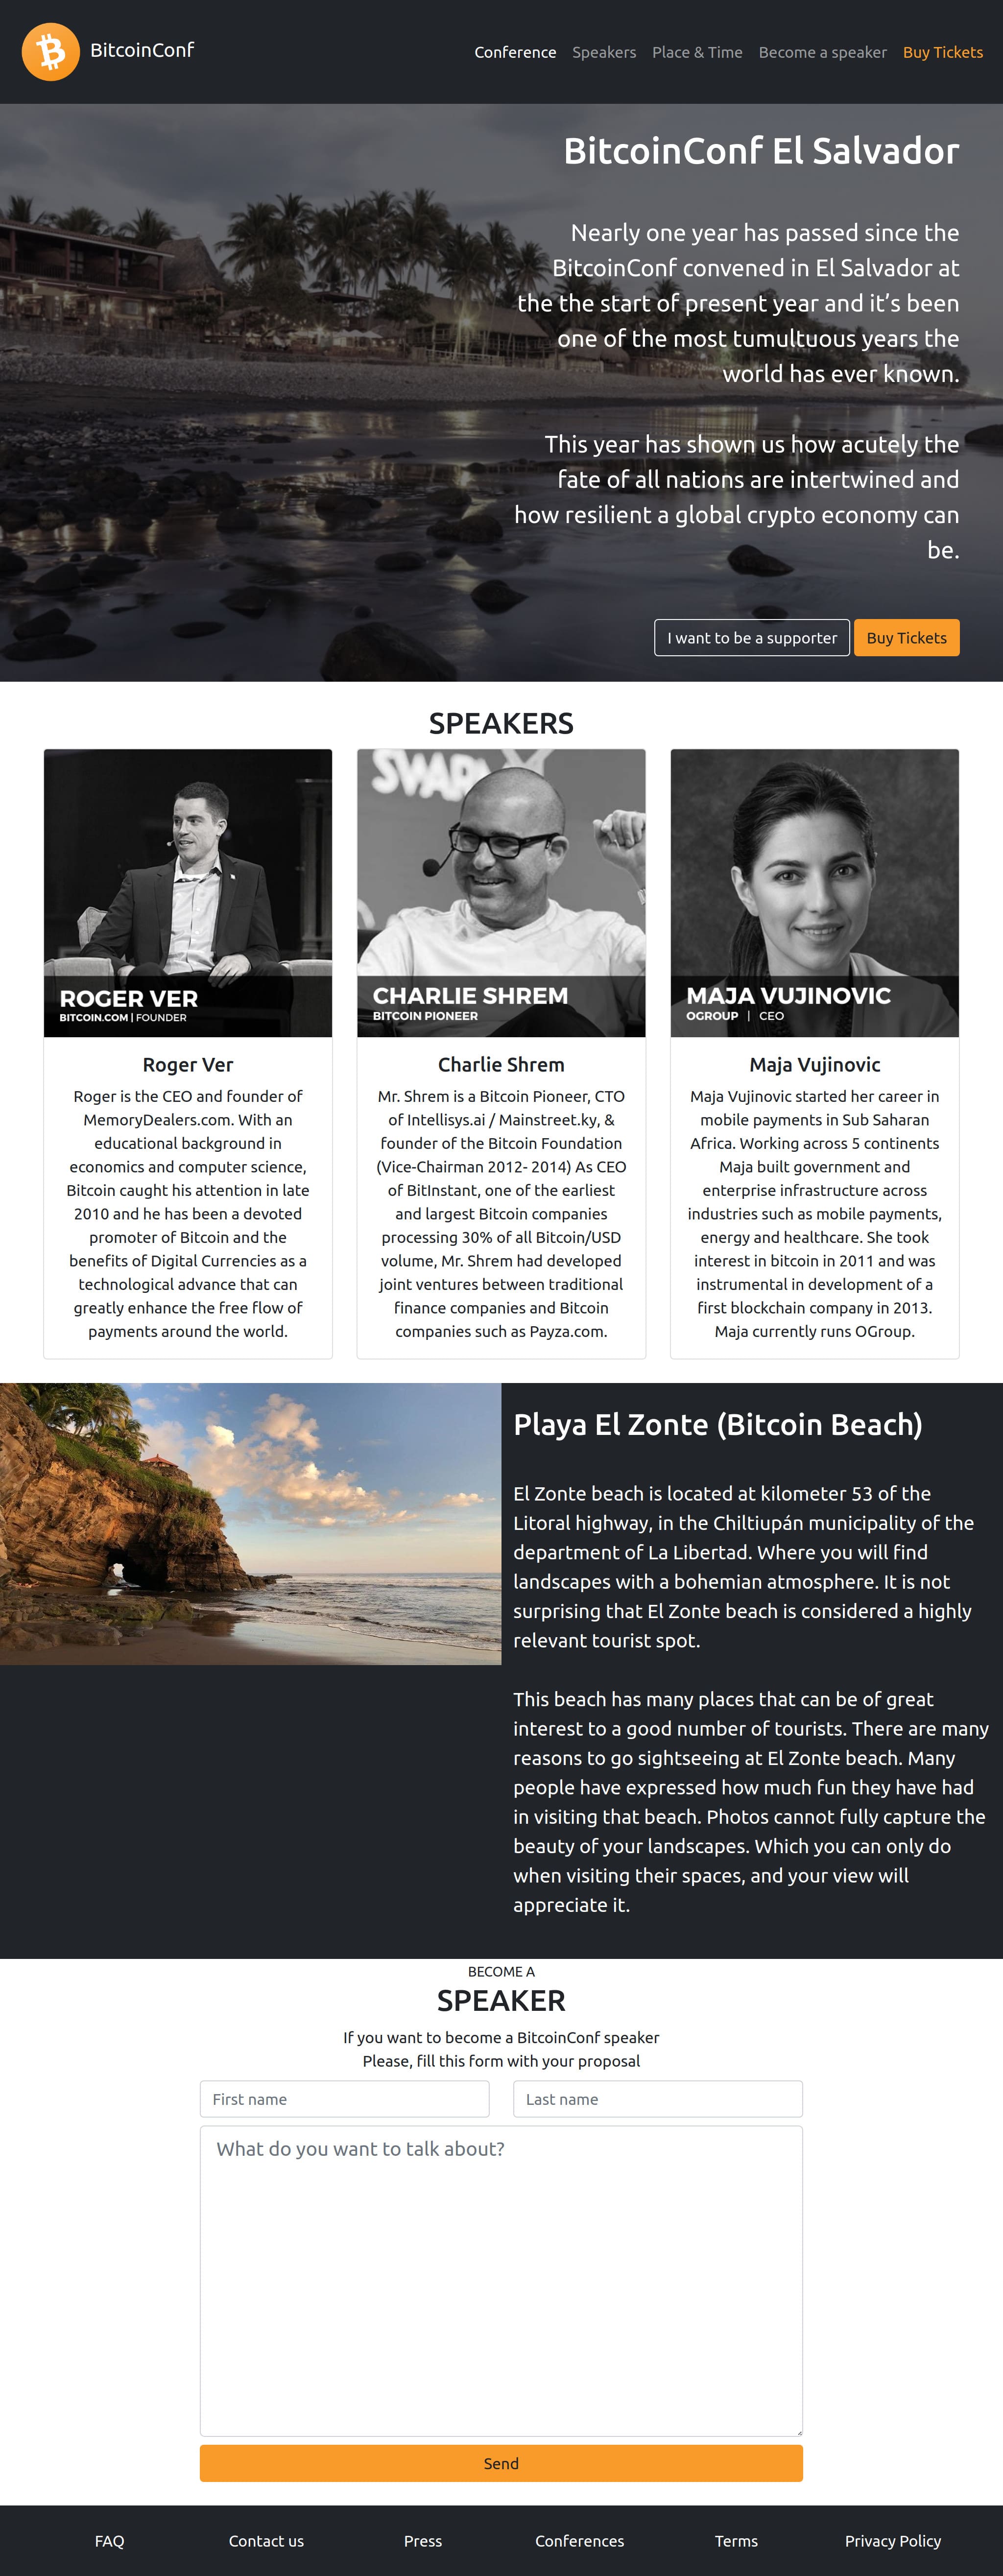 BitcoinConf
Conference Speakers Place & Time Become a speaker Buy Tickets
BitcoinConf El Salvador
Nearly one year has passed since the
BitcoinConf convened in El Salvador at
the the start of present year and it’s been
one of the most tumultuous years the
world has ever known.
This year has shown us how acutely the
fate of all nations are intertwined and
how resilient a global crypto economy can
be.
I want to be a supporter Buy Tickets
SPEAKERS
ROGER VER
BITCOIN.COM | FOUNDER
Roger Ver
Roger is the CEO and founder of
MemoryDealers.com. With an
educational background in
economics and computer science,
Bitcoin caught his attention in late
2010 and he has been a devoted
promoter of Bitcoin and the
benefits of Digital Currencies as a
technological advance that can
greatly enhance the free flow of
payments around the world.
CHARLIE SHREM
BITCOIN PIONEER
Charlie Shrem
Mr. Shrem is a Bitcoin Pioneer, CTO
of Intellisys.ai / Mainstreet.ky, &
founder of the Bitcoin Foundation
(Vice-Chairman 2012- 2014) As CEO
of BitInstant, one of the earliest
and largest Bitcoin companies
processing 30% of all Bitcoin/USD
volume, Mr. Shrem had developed
joint ventures between traditional
finance companies and Bitcoin
companies such as Payza.com.
MAJA VUJINOVIC
OGROUP | CEO
Maja Vujinovic
Maja Vujinovic started her career in
mobile payments in Sub Saharan
Africa. Working across 5 continents
Maja built government and
enterprise infrastructure across
industries such as mobile payments,
energy and healthcare. She took
interest in bitcoin in 2011 and was
instrumental in development of a
first blockchain company in 2013.
Maja currently runs OGroup.
Playa El Zonte (Bitcoin Beach)
El Zonte beach is located at kilometer 53 of the
Litoral highway, in the Chiltiupán municipality of the
department of La Libertad. Where you will find
landscapes with a bohemian atmosphere. It is not
surprising that El Zonte beach is considered a highly
relevant tourist spot.
This beach has many places that can be of great
interest to a good number of tourists. There are many
reasons to go sightseeing at El Zonte beach. Many
people have expressed how much fun they have had
in visiting that beach. Photos cannot fully capture the
beauty of your landscapes. Which you can only do
when visiting their spaces, and your view will
appreciate it.
BECOME A
SPEAKER
If you want to become a BitcoinConf speaker
Please, fill this form with your proposal
First name Last name
What do you want to talk about?
Send
FAQ Contact us Press Conferences Terms Privacy Policy